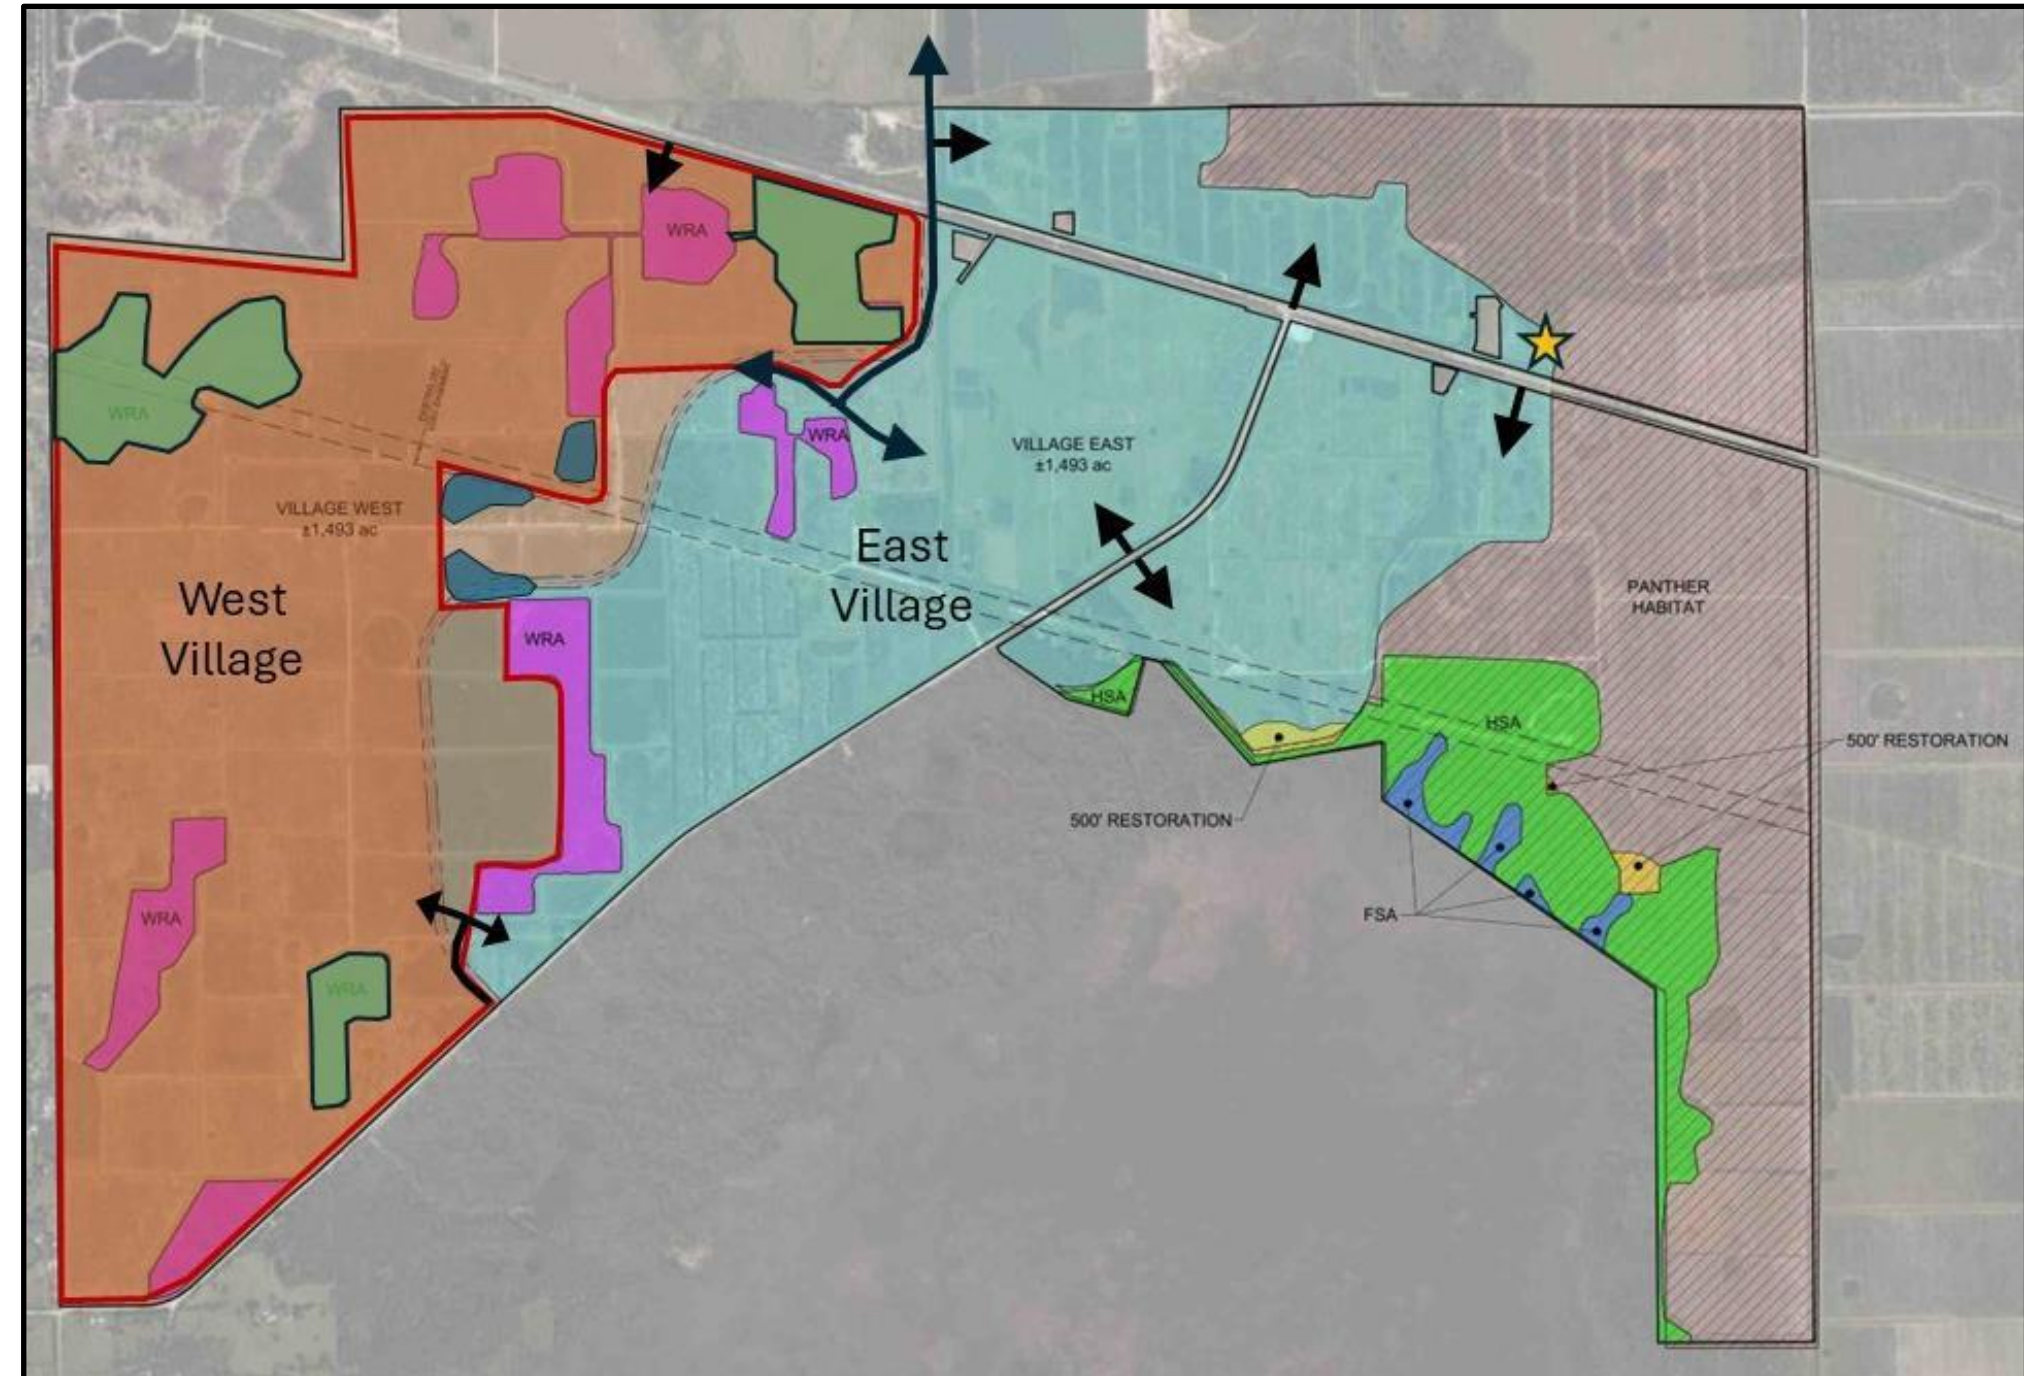 WRA
WRA
VILLAGE EAST
±1,493 ac
WRA
VILLAGE WEST
±1,493 ac
East
Village
West
Village
WRA
PANTHER
HABITAT
HSA
HSA
500' RESTORATION
500' RESTORATION
FSA
WRA
WRA